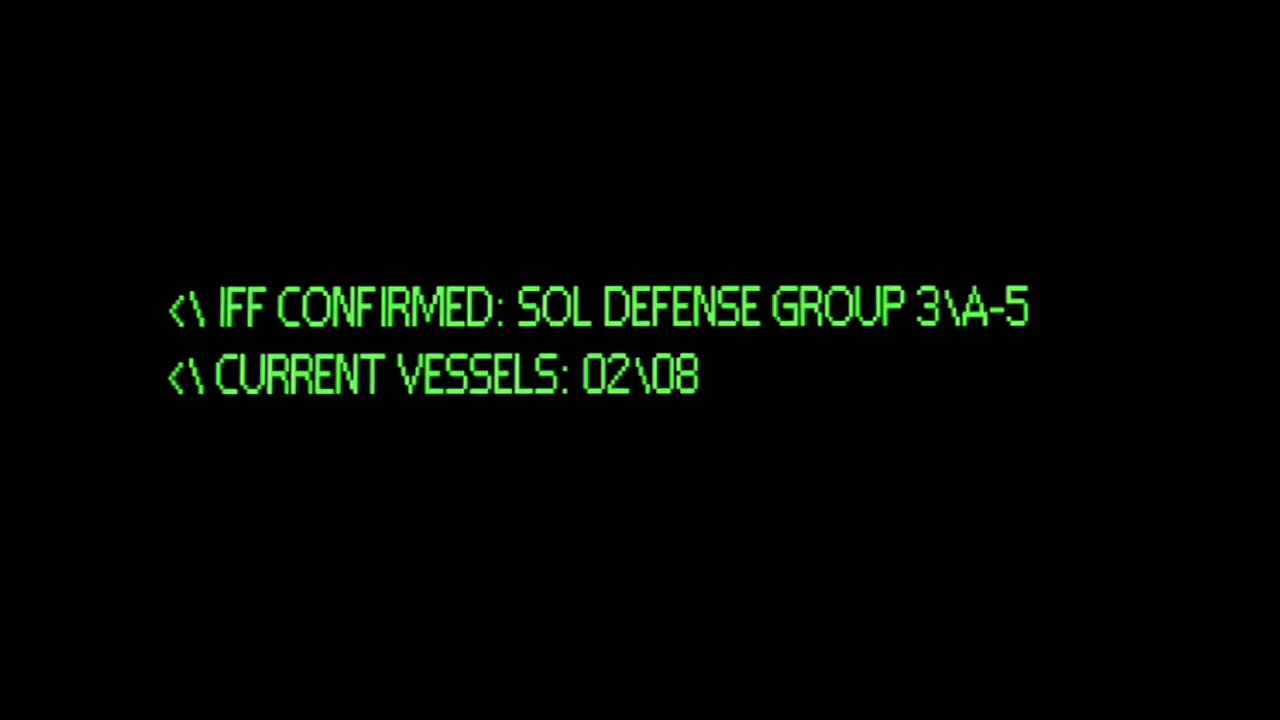 <\ IFF CONFIRMED: SOL DEFENSE GROUP 3\A-5
<\ CURRENT VESSELS: 02\08